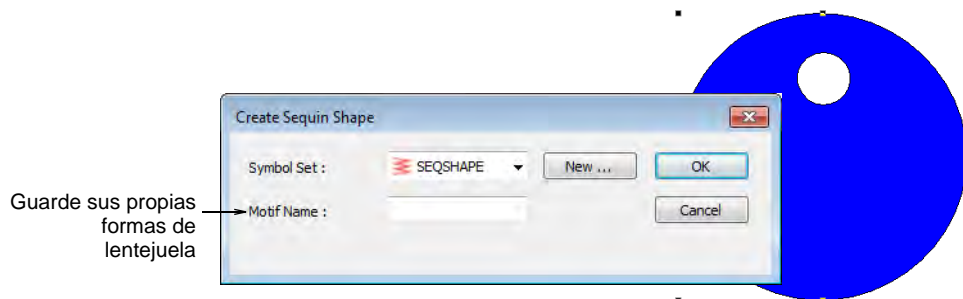 Create Sequin Shape
Symbol Set :
SEQSHAPE
New ...
OK
Guarde sus propias
formas de
lentejuela
Motif Name :
Cancel